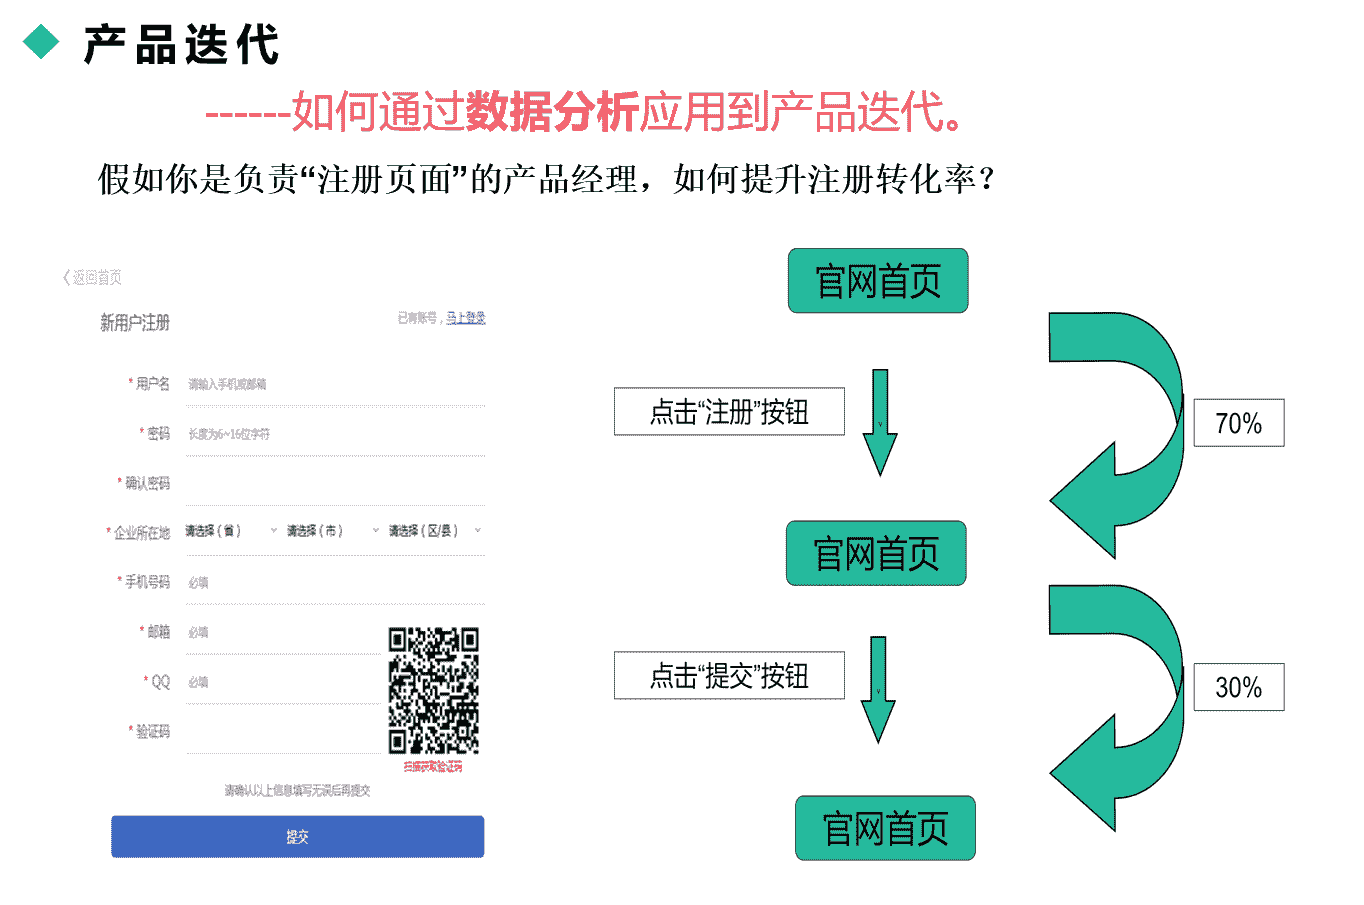 产品迭代
------如何通过数据分析应用到产品迭代。
假如你是负责“注册页面”的产品经理，如何提升注册转化率？
〈 返回首页
新用户注册
已有账号，马上登录
* 用户名 请输入手机或邮箱
* 密码 长度为6~16位字符
* 确认密码
* 企业所在地 请选择（省） 请选择（市） 请选择（区/县）
* 手机号码 必填
* 邮箱 必填
* QQ 必填
* 验证码
扫描获取验证码
请确认以上信息填写无误后再提交
提交
官网首页
点击“注册”按钮
70%
官网首页
点击“提交”按钮
30%
官网首页